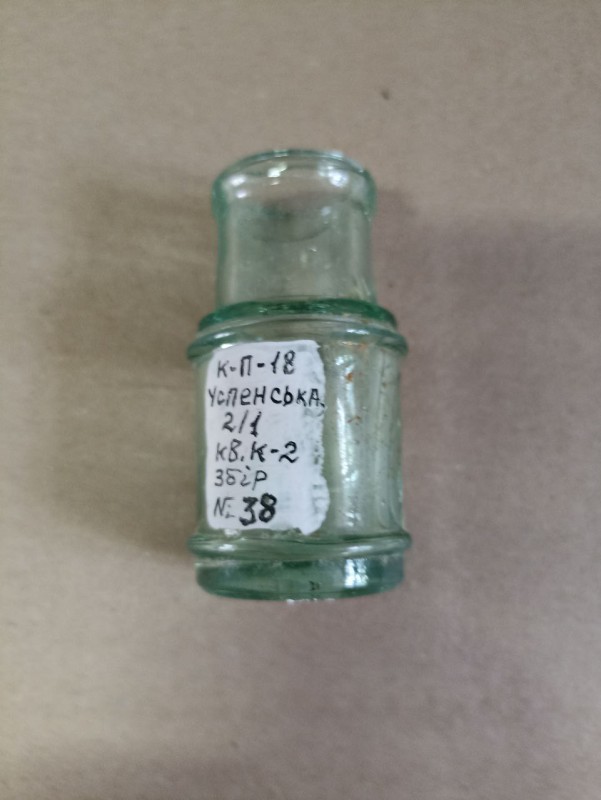 К-П-18
Успенська.
2/1
кв. К-2
Збір
№ 38